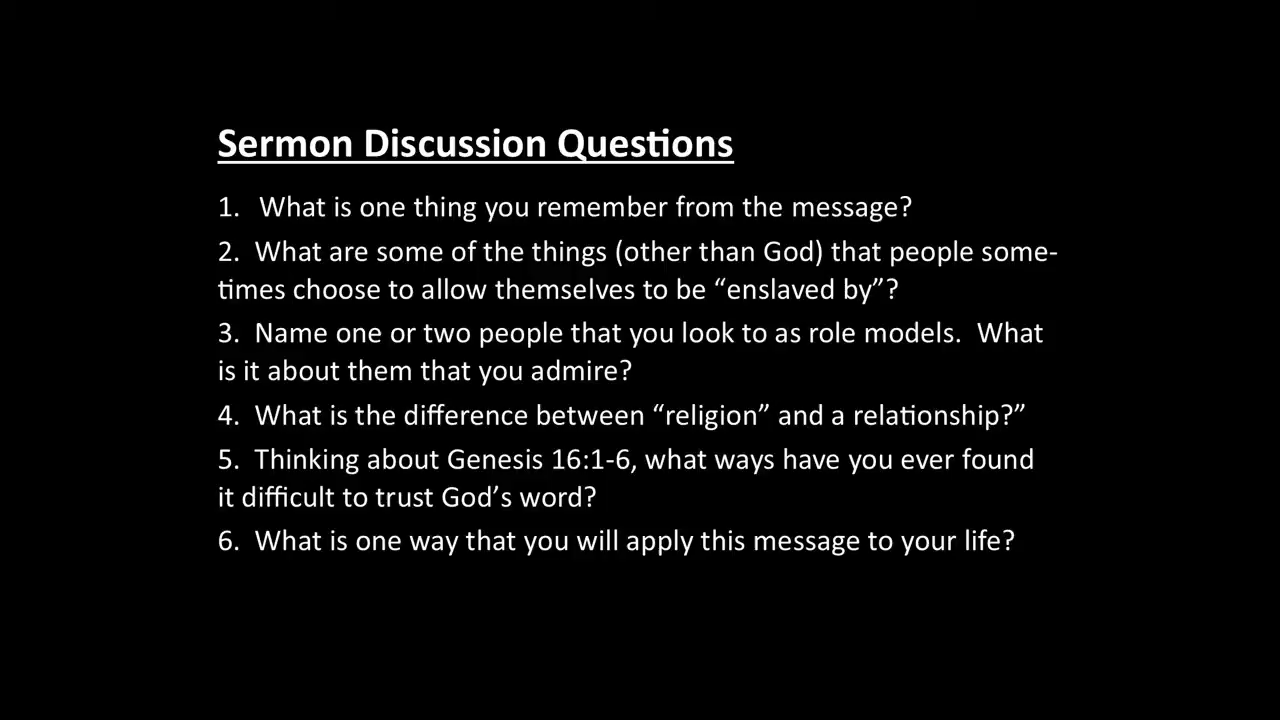 Sermon Discussion Questions
1. What is one thing you remember from the message?
2. What are some of the things (other than God) that people some-
times choose to allow themselves to be “enslaved by”?
3. Name one or two people that you look to as role models. What
is it about them that you admire?
4. What is the difference between “religion” and a relationship?”
5. Thinking about Genesis 16:1-6, what ways have you ever found
it difficult to trust God’s word?
6. What is one way that you will apply this message to your life?